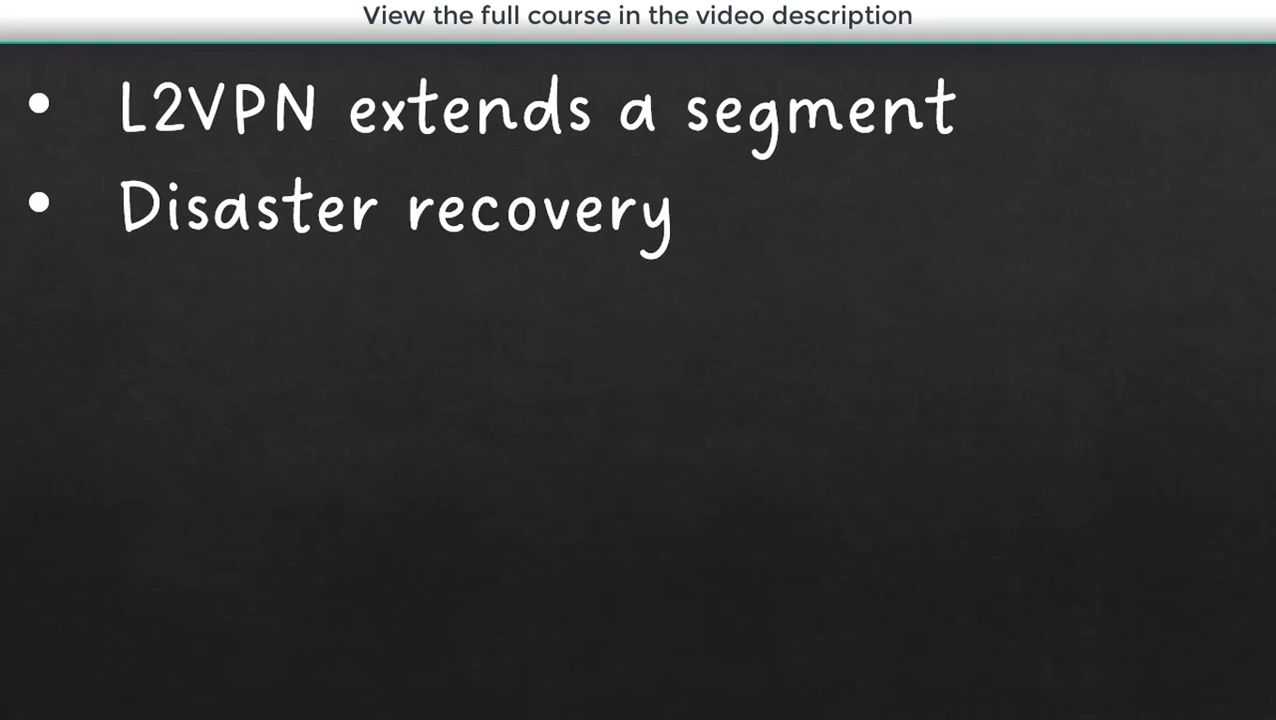 View the full course in the video description
• L2VPN extends a segment
• Disaster recovery